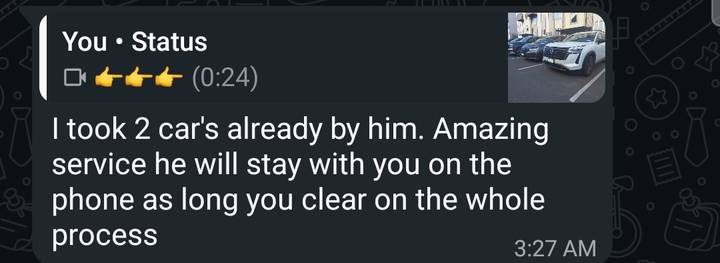 You • Status
👉👉👉 (0:24)
I took 2 car's already by him. Amazing
service he will stay with you on the
phone as long you clear on the whole
process
3:27 AM